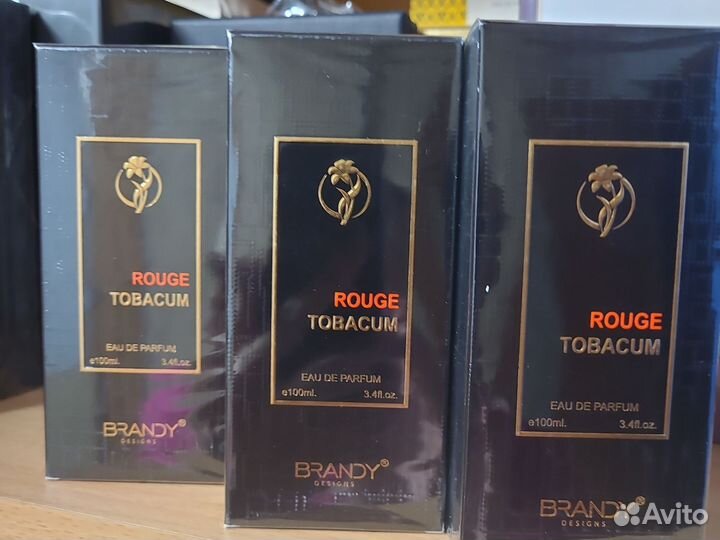 ROUGE
TOBACUM
EAU DE PARFUM
e100ml. 3.4fl.oz.
BRANDY®
DESIGNS
ROUGE
TOBACUM
EAU DE PARFUM
e100ml. 3.4fl.oz.
BRANDY®
DESIGNS
ROUGE
TOBACUM
EAU DE PARFUM
e100ml. 3.4fl.oz.
BRANDY®
DESIGNS
Avito